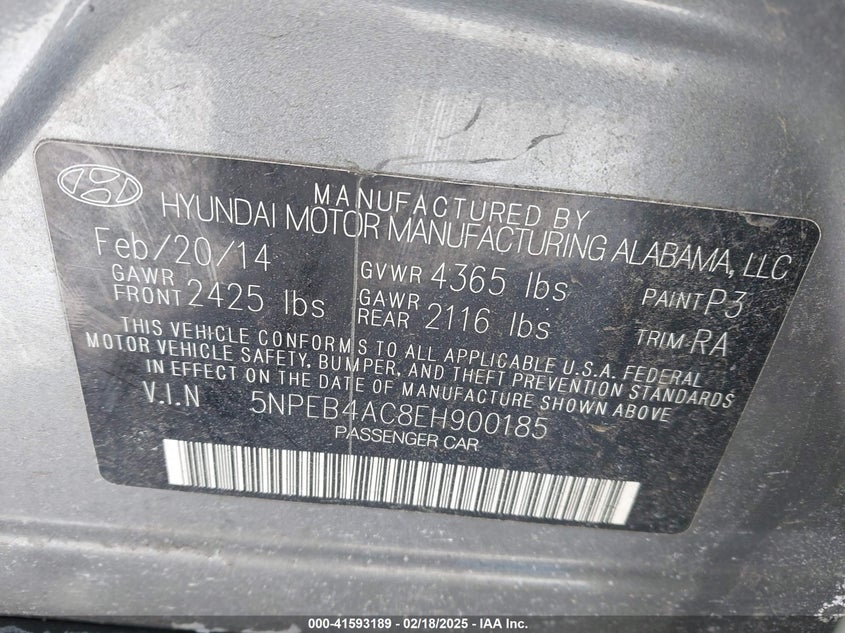 MANUFACTURED BY
HYUNDAI MOTOR MANUFACTURING ALABAMA, LLC
Feb/20/14 GVWR 4365 lbs PAINT P3
GAWR FRONT 2425 lbs GAWR REAR 2116 lbs TRIM RA
THIS VEHICLE CONFORMS TO ALL APPLICABLE U.S.A. FEDERAL
MOTOR VEHICLE SAFETY, BUMPER, AND THEFT PREVENTION STANDARDS
IN EFFECT ON THE DATE OF MANUFACTURE SHOWN ABOVE
V.I.N 5NPEB4AC8EH900185
PASSENGER CAR
000-41593189 - 02/18/2025 - IAA Inc.